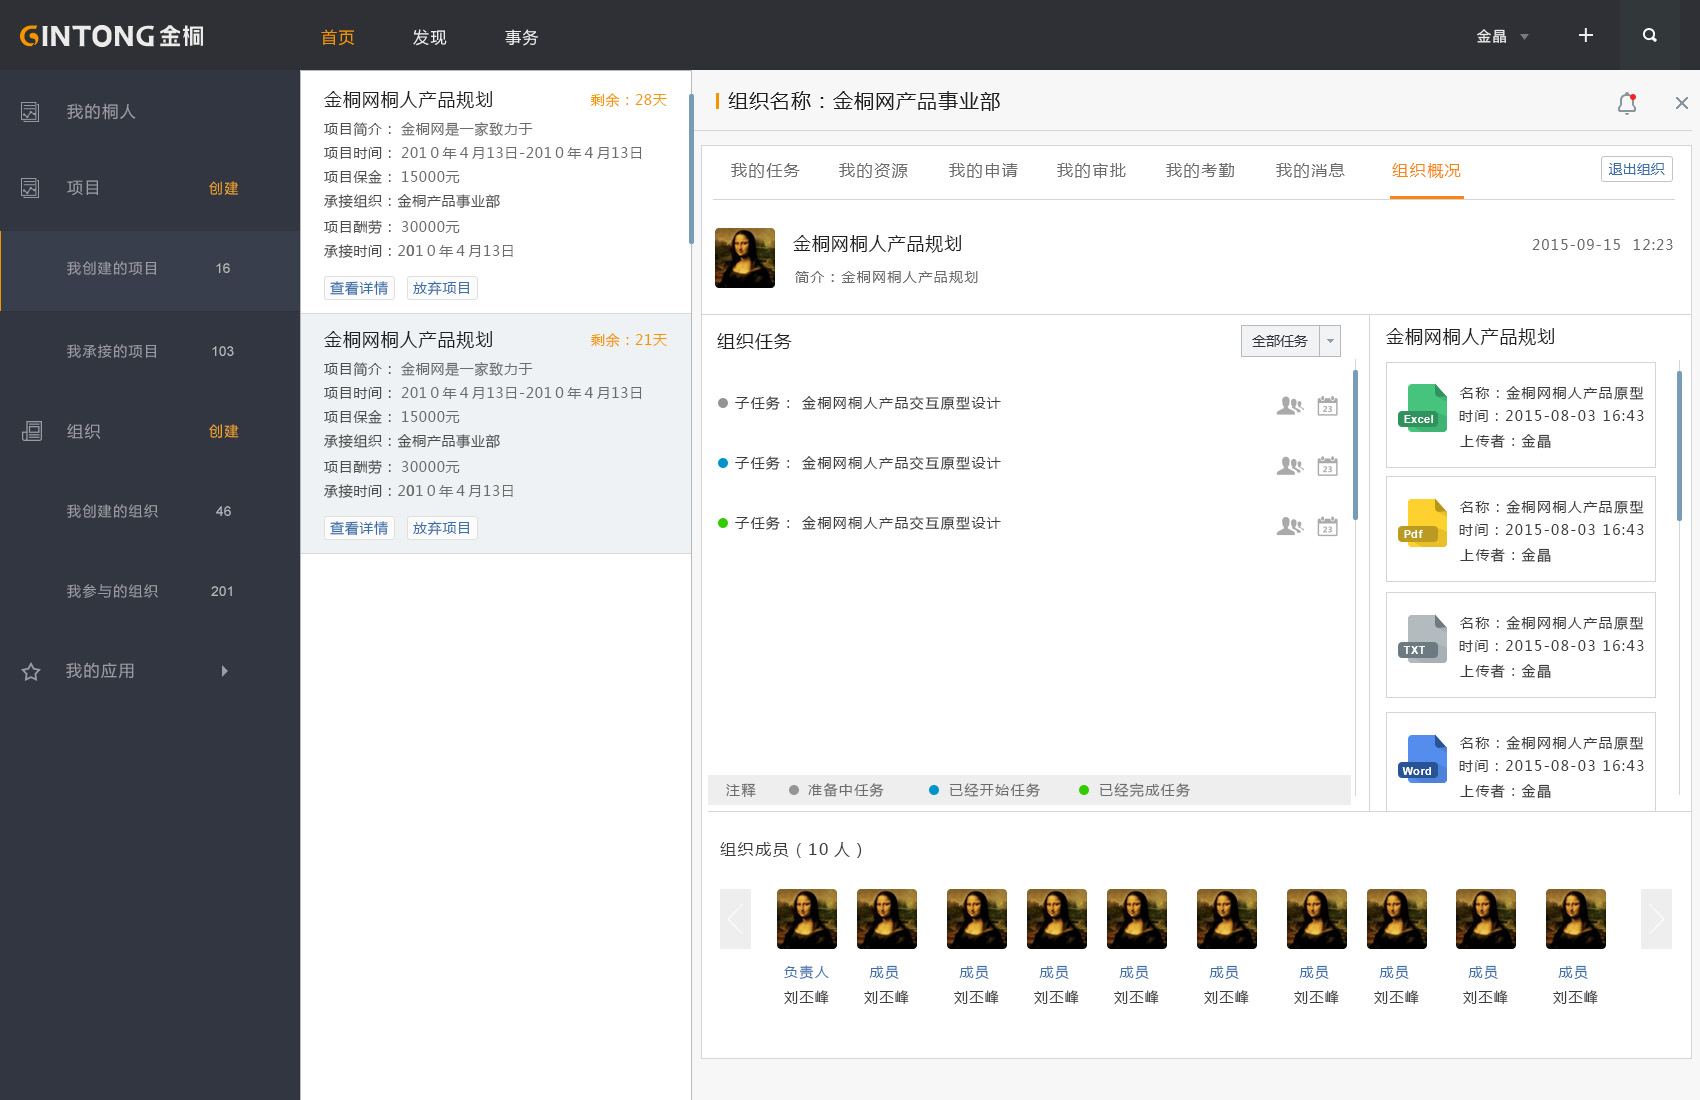 GINTONG金桐
首页 发现 事务
金晶
我的桐人
项目 创建
我创建的项目 16
我承接的项目 103
组织 创建
我创建的组织 46
我参与的组织 201
我的应用
金桐网桐人产品规划 剩余：28天
项目简介： 金桐网是一家致力于
项目时间： 2010年4月13日-2010年4月13日
项目保金： 15000元
承接组织：金桐产品事业部
项目酬劳： 30000元
承接时间：2010年4月13日
查看详情 放弃项目
金桐网桐人产品规划 剩余：21天
项目简介： 金桐网是一家致力于
项目时间： 2010年4月13日-2010年4月13日
项目保金： 15000元
承接组织：金桐产品事业部
项目酬劳： 30000元
承接时间：2010年4月13日
查看详情 放弃项目
组织名称：金桐网产品事业部
我的任务 我的资源 我的申请 我的审批 我的考勤 我的消息 组织概况 退出组织
金桐网桐人产品规划 2015-09-15 12:23
简介：金桐网桐人产品规划
组织任务 全部任务
子任务： 金桐网桐人产品交互原型设计 23
子任务： 金桐网桐人产品交互原型设计 23
子任务： 金桐网桐人产品交互原型设计 23
注释 准备中任务 已经开始任务 已经完成任务
金桐网桐人产品规划
Excel
名称：金桐网桐人产品原型
时间：2015-08-03 16:43
上传者：金晶
Pdf
名称：金桐网桐人产品原型
时间：2015-08-03 16:43
上传者：金晶
TXT
名称：金桐网桐人产品原型
时间：2015-08-03 16:43
上传者：金晶
Word
名称：金桐网桐人产品原型
时间：2015-08-03 16:43
上传者：金晶
组织成员（10 人）
负责人 成员 成员 成员 成员 成员 成员 成员 成员 成员
刘丕峰 刘丕峰 刘丕峰 刘丕峰 刘丕峰 刘丕峰 刘丕峰 刘丕峰 刘丕峰 刘丕峰